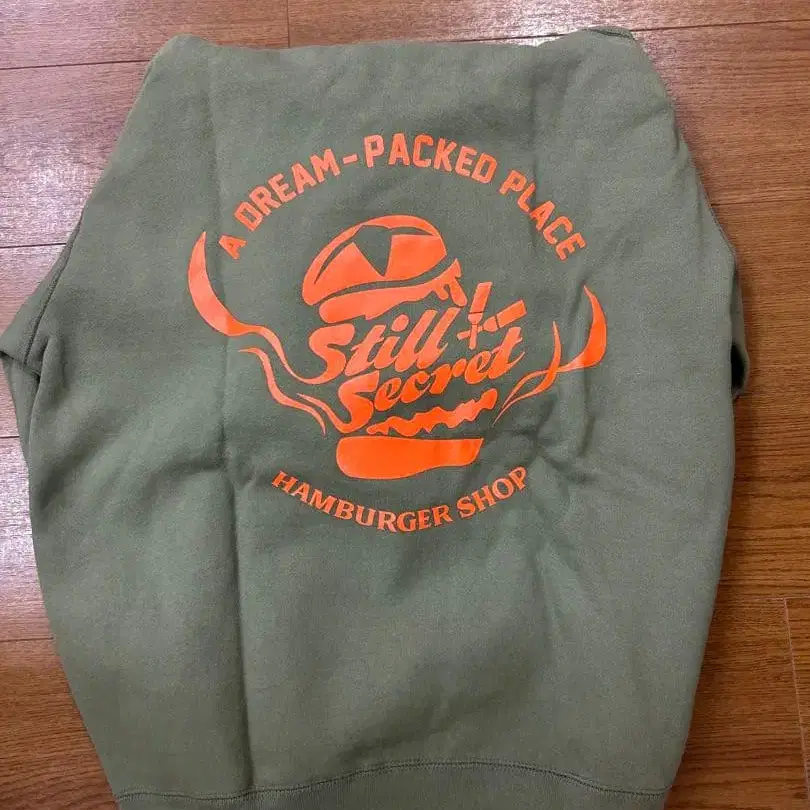 A DREAM-PACKED PLACE
Still
Secret
HAMBURGER SHOP